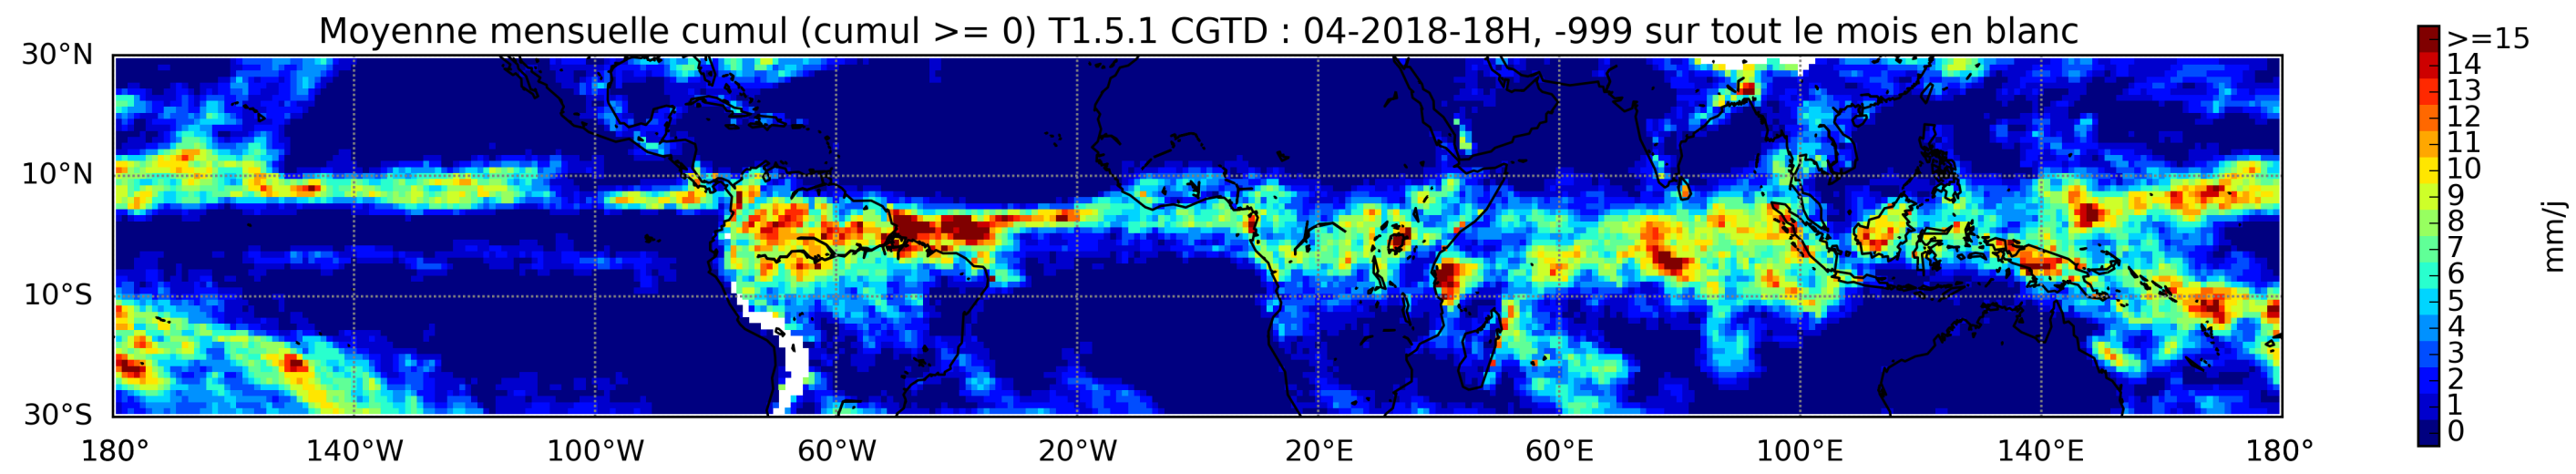 Moyenne mensuelle cumul (cumul >= 0) T1.5.1 CGTD : 04-2018-18H, -999 sur tout le mois en blanc
30°N
10°N
10°S
30°S
180° 140°W 100°W 60°W 20°W 20°E 60°E 100°E 140°E 180°
>=15
14
13
12
11
10
9
8
7
6
5
4
3
2
1
0
mm/j